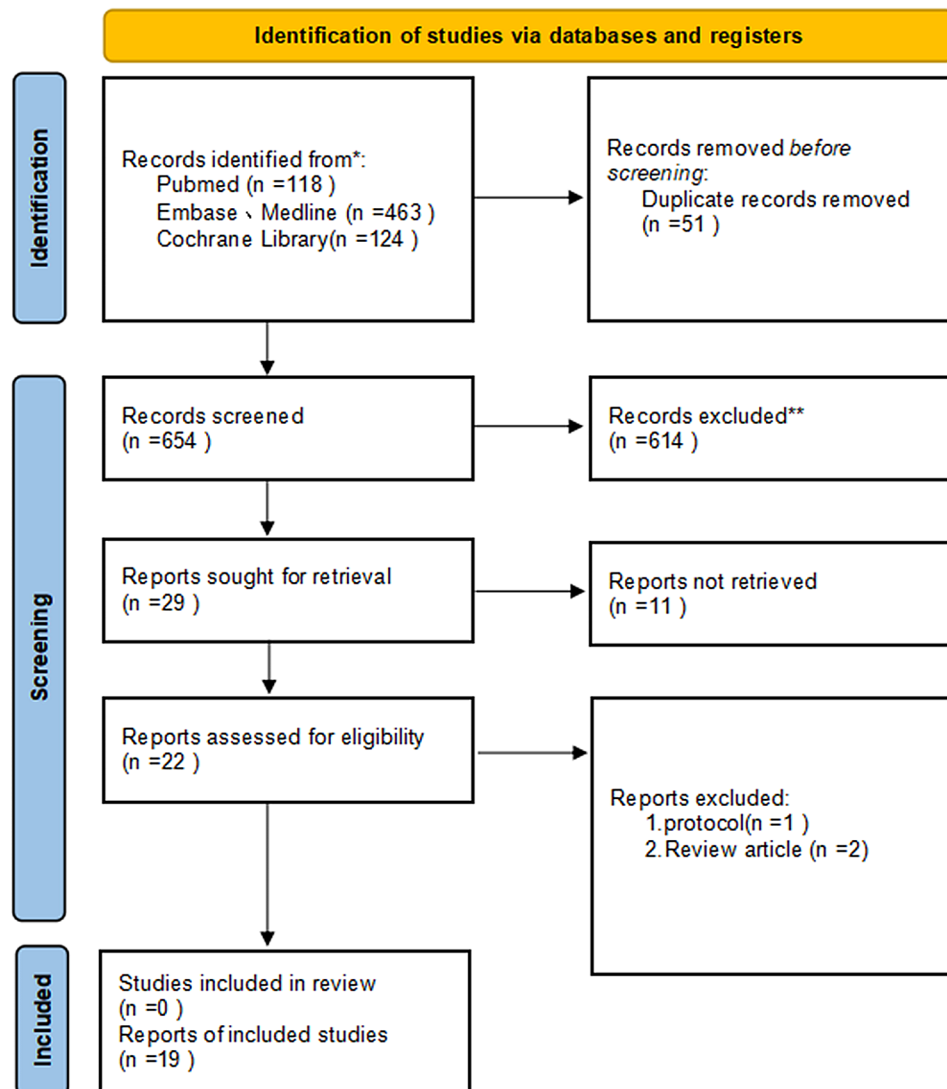 Identification of studies via databases and registers
Identification
Records identified from*:
Pubmed (n =118 )
Embase、Medline (n =463 )
Cochrane Library(n =124 )
Records removed before
screening:
Duplicate records removed
(n =51 )
Screening
Records screened
(n =654 )
Records excluded**
(n =614 )
Reports sought for retrieval
(n =29 )
Reports not retrieved
(n =11 )
Reports assessed for eligibility
(n =22 )
Reports excluded:
1.protocol(n =1 )
2.Review article (n =2)
Included
Studies included in review
(n =0 )
Reports of included studies
(n =19 )